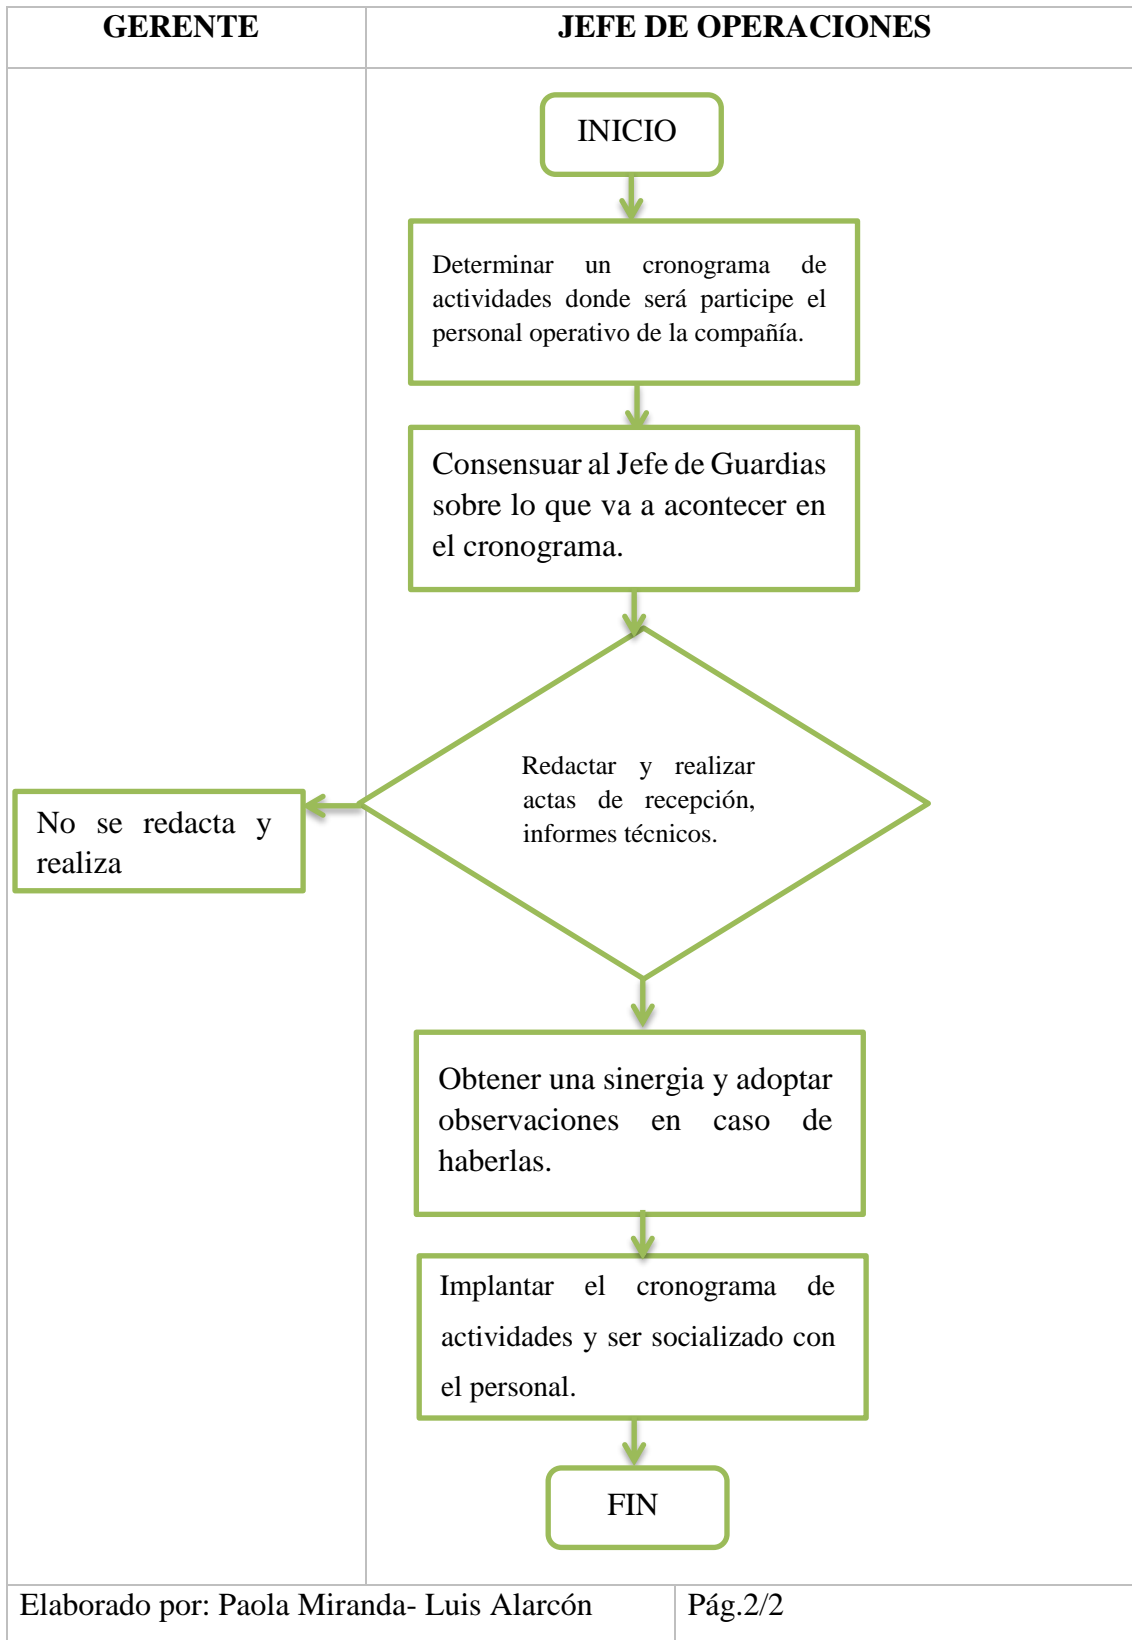 GERENTE
JEFE DE OPERACIONES
INICIO
Determinar un cronograma de
actividades donde será participe el
personal operativo de la compañía.
Consensuar al Jefe de Guardias
sobre lo que va a acontecer en
el cronograma.
Redactar y realizar
actas de recepción,
informes técnicos.
No se redacta y
realiza
Obtener una sinergia y adoptar
observaciones en caso de
haberlas.
Implantar el cronograma de
actividades y ser socializado con
el personal.
FIN
Elaborado por: Paola Miranda- Luis Alarcón
Pág.2/2